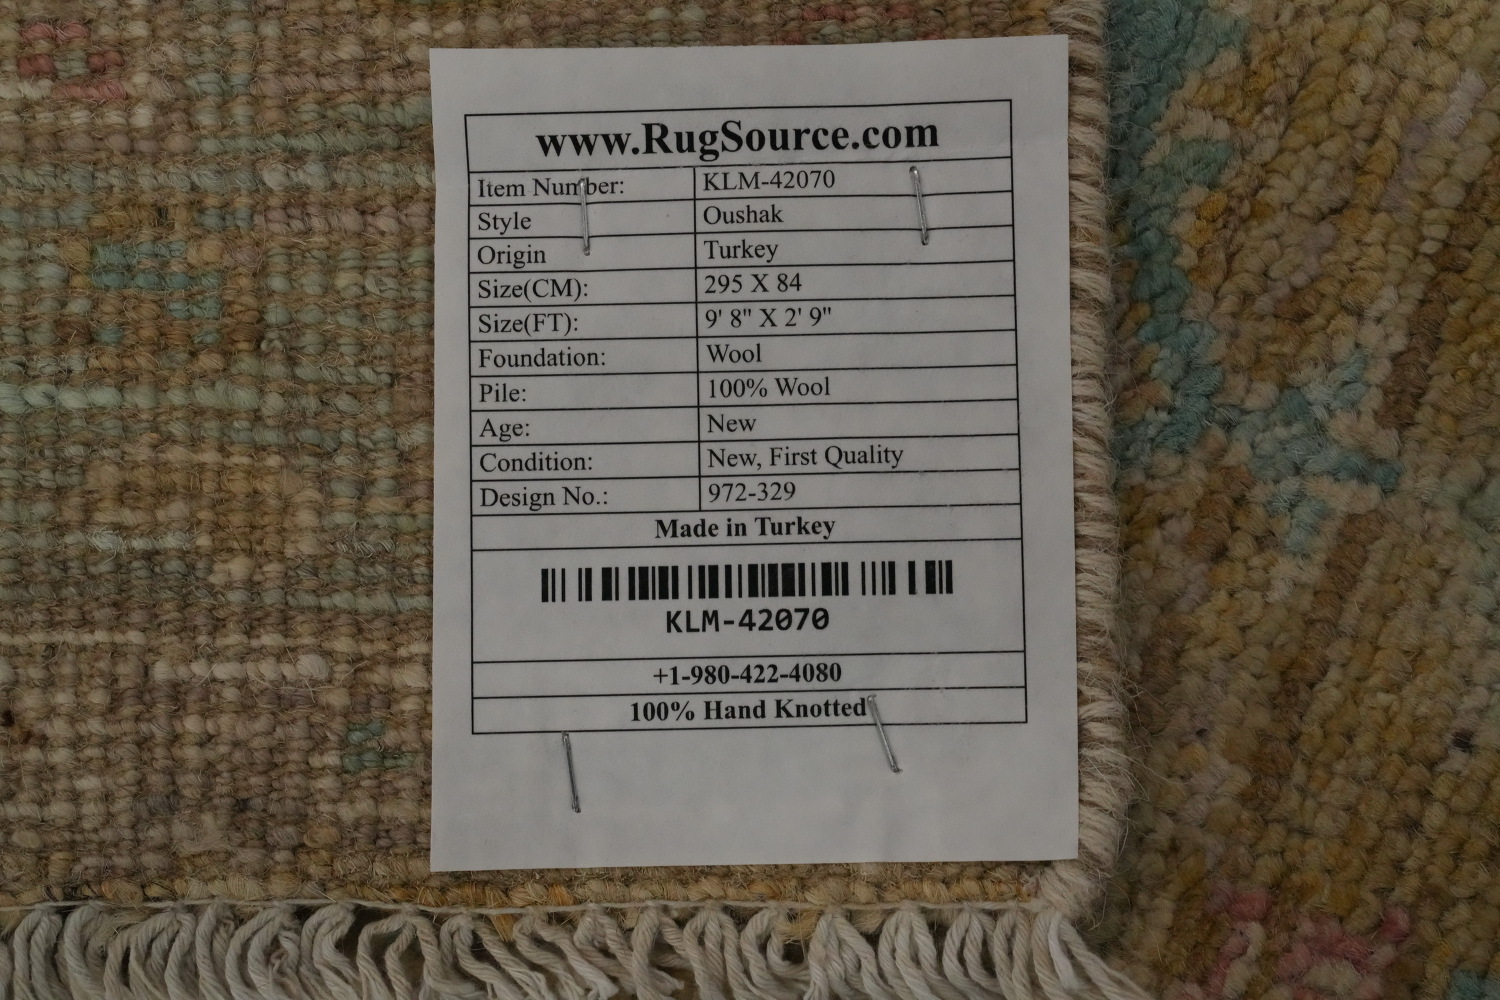 www.RugSource.com
Item Number: KLM-42070
Style Oushak
Origin Turkey
Size(CM): 295 X 84
Size(FT): 9' 8" X 2' 9"
Foundation: Wool
Pile: 100% Wool
Age: New
Condition: New, First Quality
Design No.: 972-329
Made in Turkey
KLM-42070
+1-980-422-4080
100% Hand Knotted